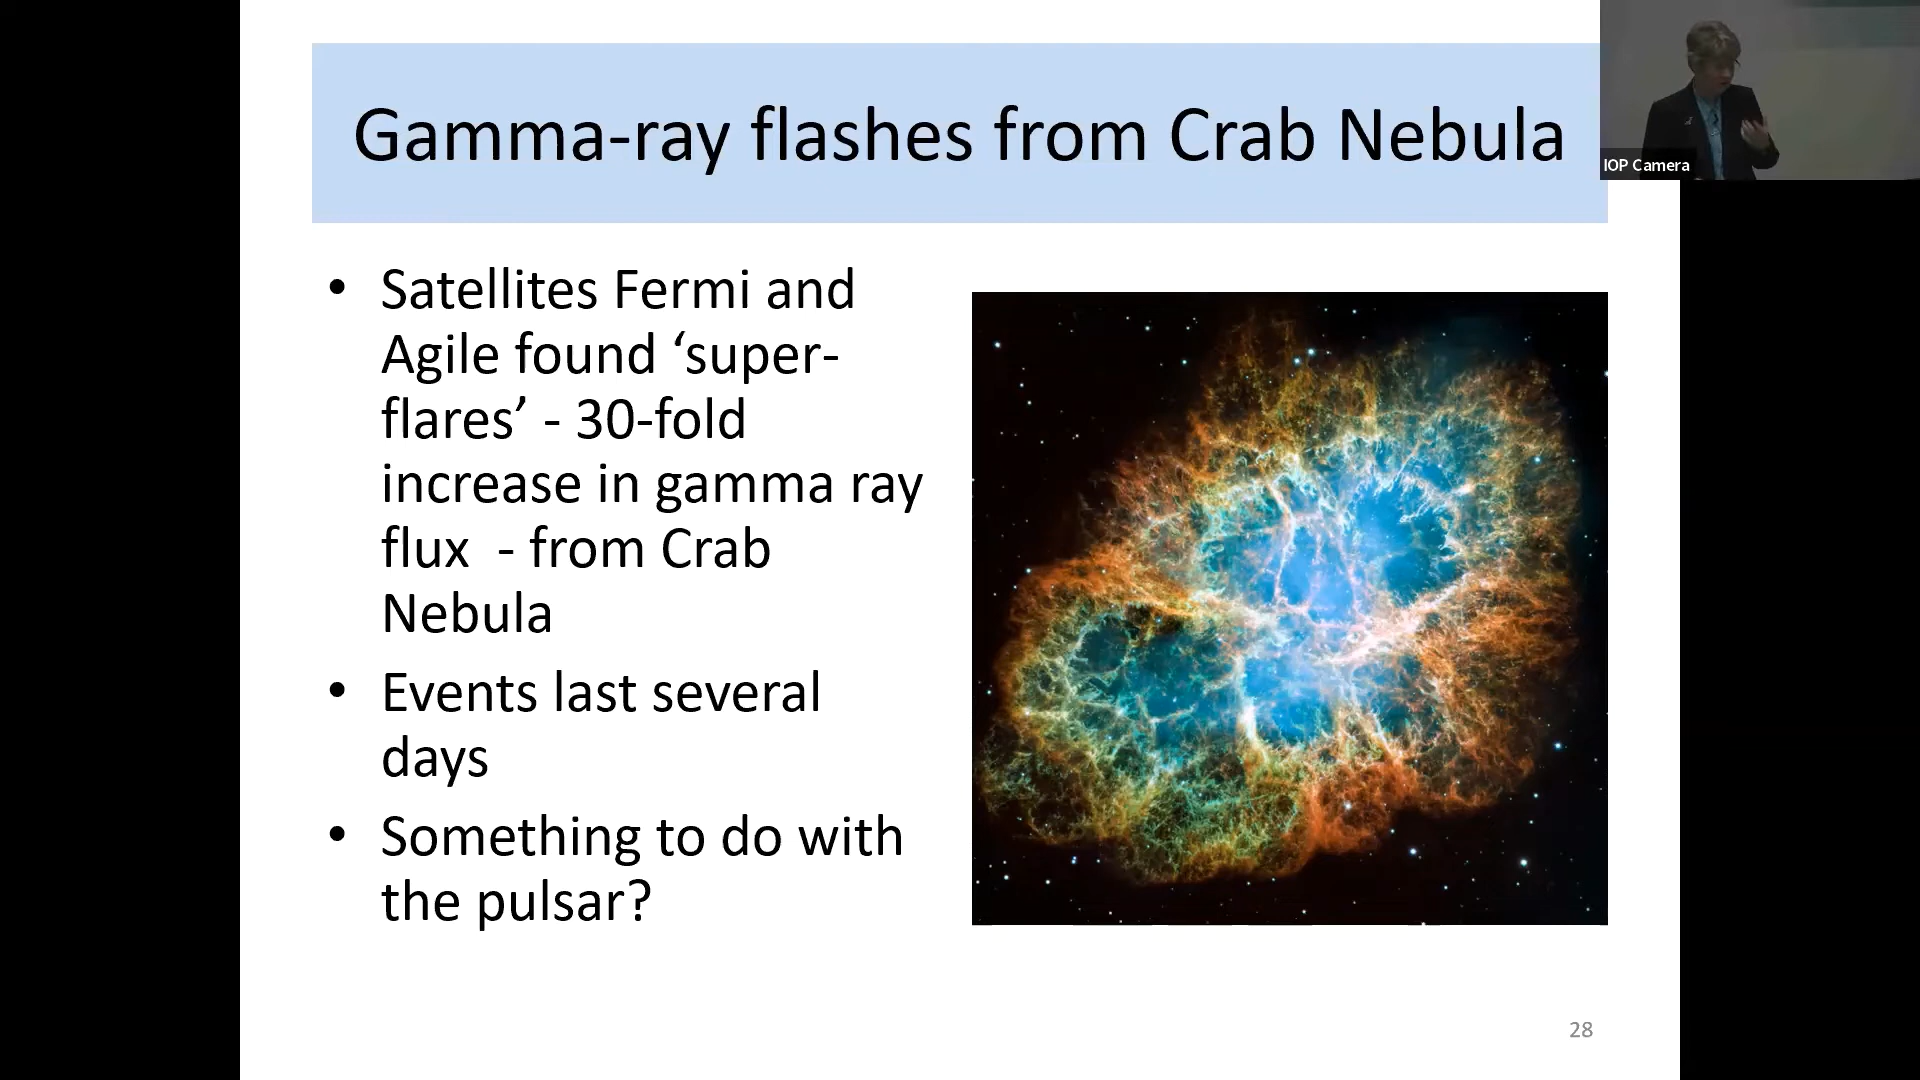 Gamma-ray flashes from Crab Nebula
IOP Camera
• Satellites Fermi and
Agile found ‘super-
flares’ - 30-fold
increase in gamma ray
flux  - from Crab
Nebula
• Events last several
days
• Something to do with
the pulsar?
28